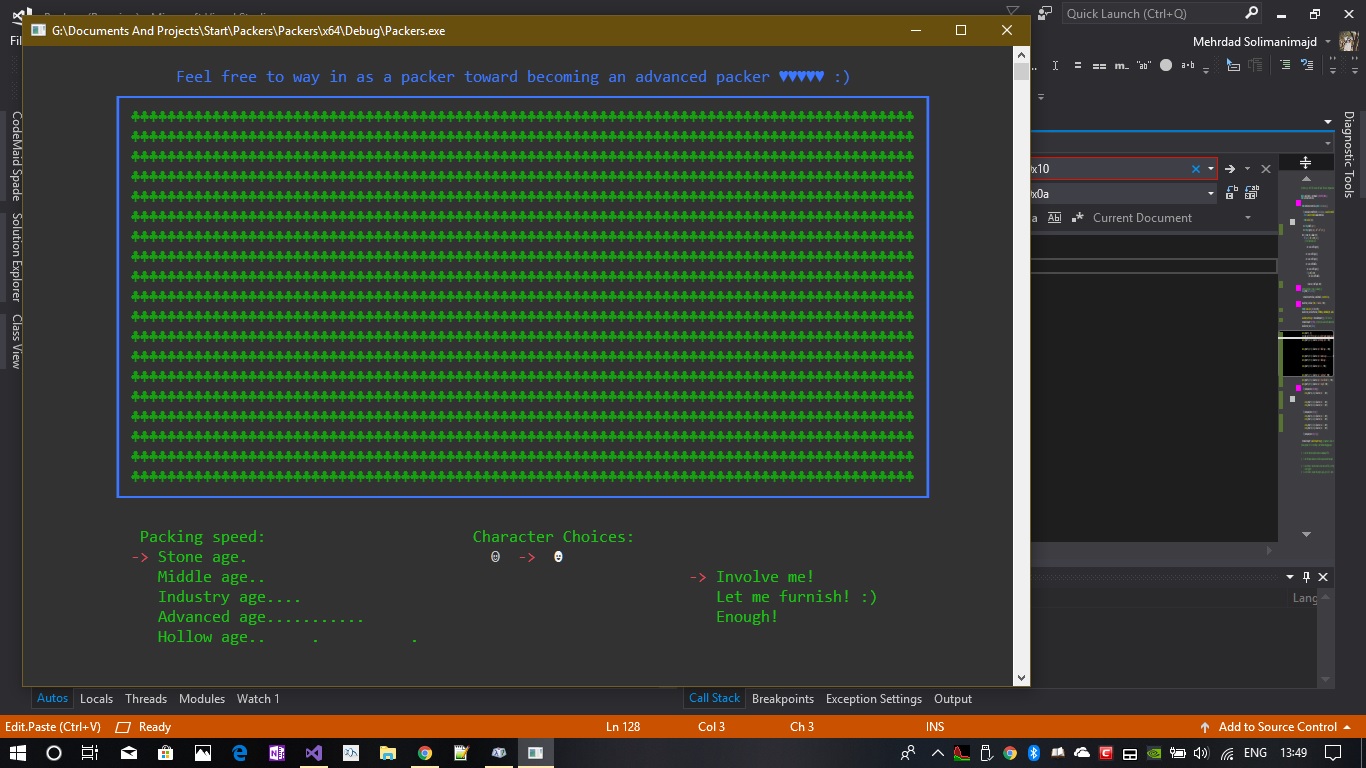 Quick Launch (Ctrl+Q)
G:\Documents And Projects\Start\Packers\Packers\x64\Debug\Packers.exe
Mehrdad Solimanimajd
Feel free to way in as a packer toward becoming an advanced packer ♥♥♥♥♥ :)
CodeMaid Spade
Solution Explorer
Class View
Diagnostic Tools
x10
0x0a
Current Document
Packing speed:
Character Choices:
-> Stone age.
->
Middle age..
-> Involve me!
Industry age....
Let me furnish! :)
Advanced age...........
Enough!
Hollow age.. . .
Lang
Autos Locals Threads Modules Watch 1
Call Stack Breakpoints Exception Settings Output
Edit.Paste (Ctrl+V) Ready Ln 128 Col 3 Ch 3 INS Add to Source Control
ENG 13:49